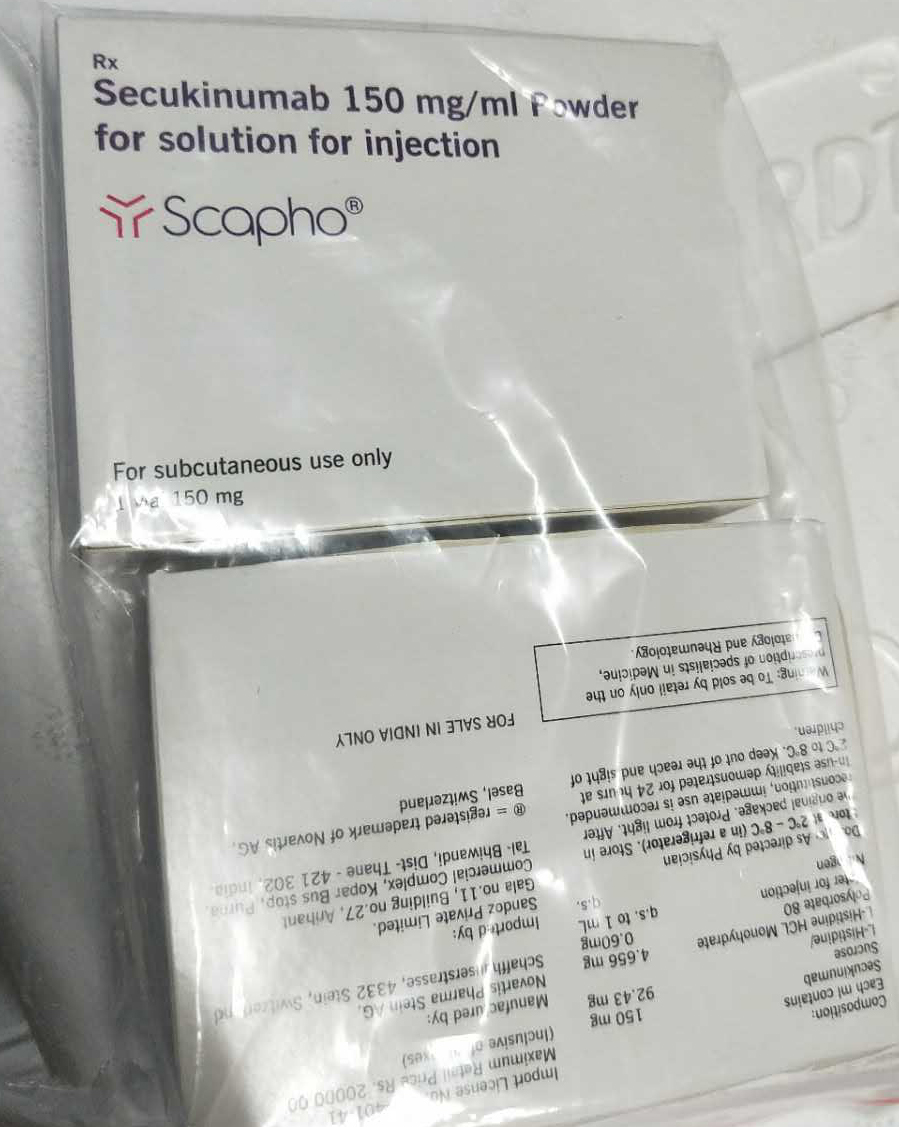 Rx
Secukinumab 150 mg/ml Powder
for solution for injection
Scapho®
For subcutaneous use only
150 mg
Composition:
Each ml contains
Secukinumab 150 mg
Sucrose 92.43 mg
L-Histidine/
L-Histidine HCL Monohydrate 4.656 mg
Polysorbate 80 0.60mg
for injection q.s. to 1 mL
q.s.
As directed by Physician
at 2°C – 8°C (in a refrigerator). Store in
original package. Protect from light. After
reconstitution, immediate use is recommended.
In-use stability demonstrated for 24 hours at
2°C to 8°C. Keep out of the reach and sight of
children.
Warning: To be sold by retail only on the
prescription of specialists in Medicine,
and Rheumatology.
Import License
Maximum Retail Price Rs. 20000.00
(Inclusive of
Manufactured by:
Novartis Pharma Stein AG,
4332 Stein, Switzerland
Imported by:
Sandoz Private Limited.
Gala no.11, Building no.27, Arihant
Commercial Complex, Kopar Bus stop, Purna,
Tal- Bhiwandi, Dist- Thane - 421 302, India.
® = registered trademark of Novartis AG,
Basel, Switzerland
FOR SALE IN INDIA ONLY